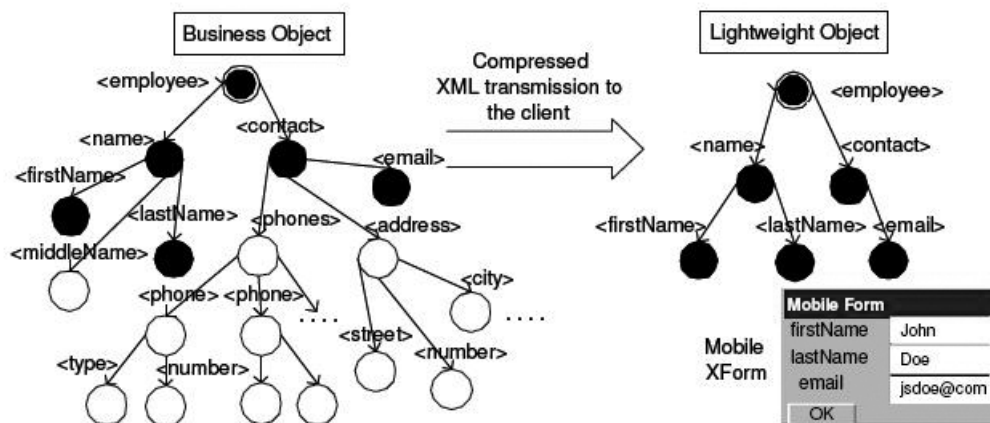 Business Object
Lightweight Object
Compressed
XML transmission to
the client
<employee>
<name>
<contact>
<firstName>
<email>
<lastName>
<phones>
<address>
<middleName>
<phone>
<phone>
....
<city>
....
<type>
<number>
<street>
<number>
<employee>
<name>
<contact>
<firstName>
<lastName>
<email>
Mobile
XForm
Mobile Form
firstName John
lastName Doe
email jsdoe@com
OK